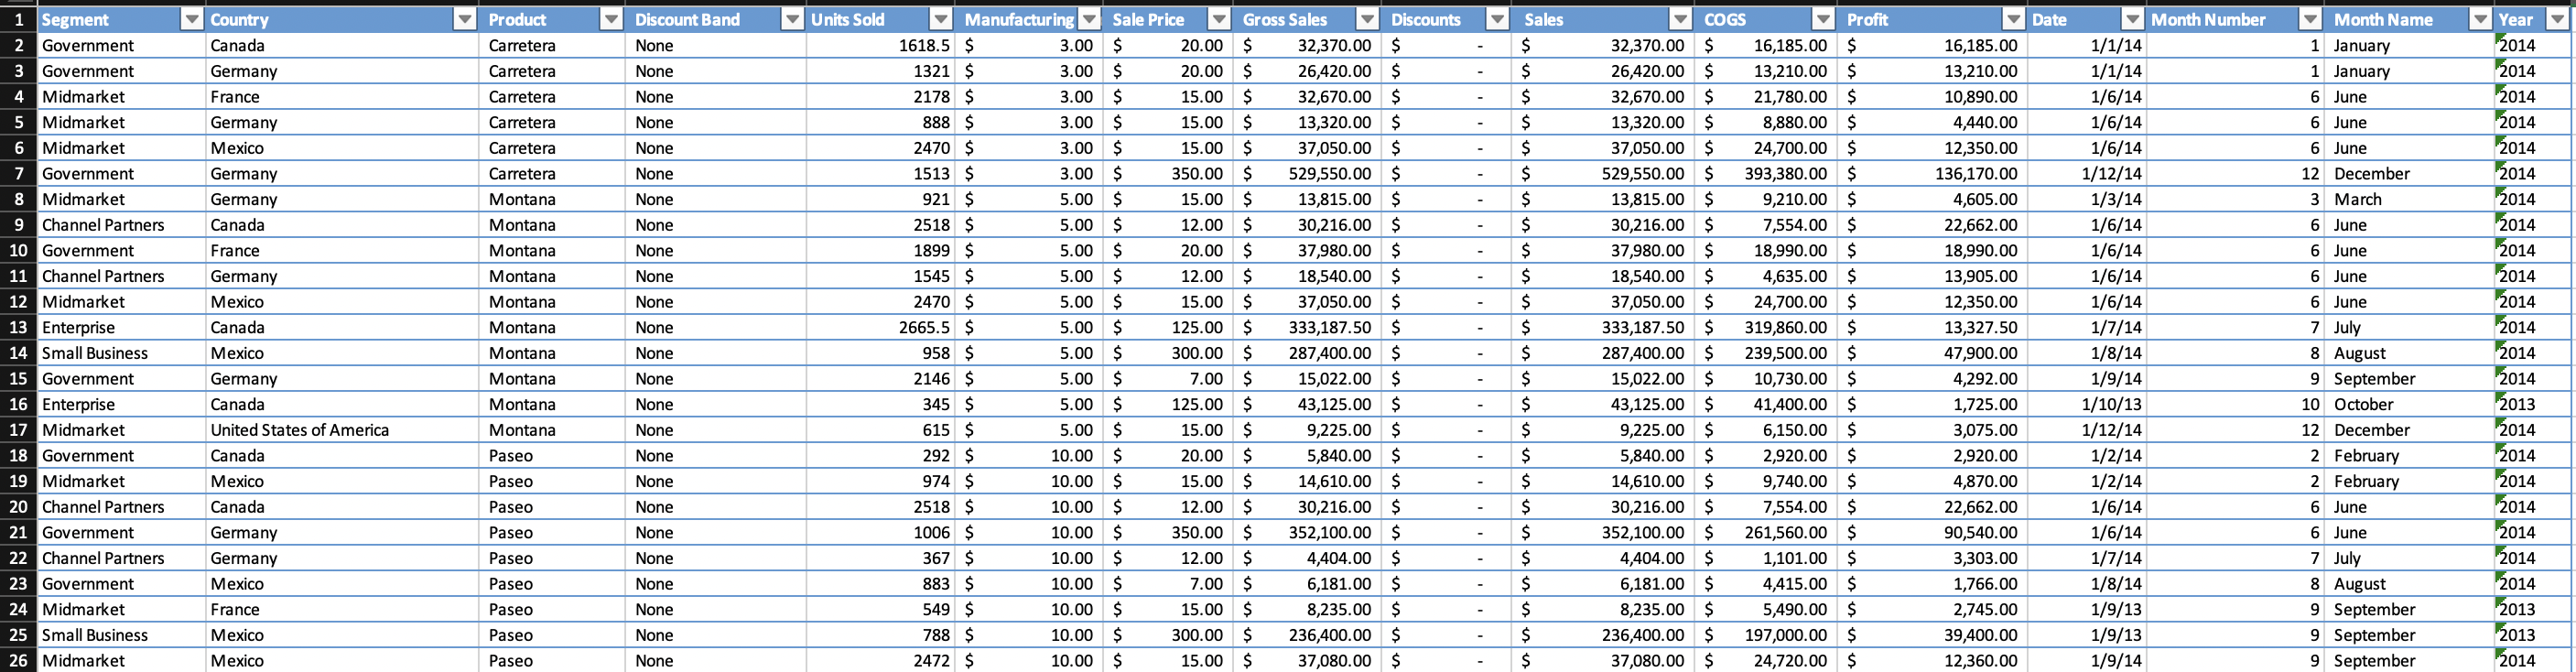 1 Segment Country Product Discount Band Units Sold Manufacturing Sale Price Gross Sales Discounts Sales COGS Profit Date Month Number Month Name Year
2 Government Canada Carretera None 1618.5 $ 3.00 $ 20.00 $ 32,370.00 $ - $ 32,370.00 $ 16,185.00 $ 16,185.00 1/1/14 1 January 2014
3 Government Germany Carretera None 1321 $ 3.00 $ 20.00 $ 26,420.00 $ - $ 26,420.00 $ 13,210.00 $ 13,210.00 1/1/14 1 January 2014
4 Midmarket France Carretera None 2178 $ 3.00 $ 15.00 $ 32,670.00 $ - $ 32,670.00 $ 21,780.00 $ 10,890.00 1/6/14 6 June 2014
5 Midmarket Germany Carretera None 888 $ 3.00 $ 15.00 $ 13,320.00 $ - $ 13,320.00 $ 8,880.00 $ 4,440.00 1/6/14 6 June 2014
6 Midmarket Mexico Carretera None 2470 $ 3.00 $ 15.00 $ 37,050.00 $ - $ 37,050.00 $ 24,700.00 $ 12,350.00 1/6/14 6 June 2014
7 Government Germany Carretera None 1513 $ 3.00 $ 350.00 $ 529,550.00 $ - $ 529,550.00 $ 393,380.00 $ 136,170.00 1/12/14 12 December 2014
8 Midmarket Germany Montana None 921 $ 5.00 $ 15.00 $ 13,815.00 $ - $ 13,815.00 $ 9,210.00 $ 4,605.00 1/3/14 3 March 2014
9 Channel Partners Canada Montana None 2518 $ 5.00 $ 12.00 $ 30,216.00 $ - $ 30,216.00 $ 7,554.00 $ 22,662.00 1/6/14 6 June 2014
10 Government France Montana None 1899 $ 5.00 $ 20.00 $ 37,980.00 $ - $ 37,980.00 $ 18,990.00 $ 18,990.00 1/6/14 6 June 2014
11 Channel Partners Germany Montana None 1545 $ 5.00 $ 12.00 $ 18,540.00 $ - $ 18,540.00 $ 4,635.00 $ 13,905.00 1/6/14 6 June 2014
12 Midmarket Mexico Montana None 2470 $ 5.00 $ 15.00 $ 37,050.00 $ - $ 37,050.00 $ 24,700.00 $ 12,350.00 1/6/14 6 June 2014
13 Enterprise Canada Montana None 2665.5 $ 5.00 $ 125.00 $ 333,187.50 $ - $ 333,187.50 $ 319,860.00 $ 13,327.50 1/7/14 7 July 2014
14 Small Business Mexico Montana None 958 $ 5.00 $ 300.00 $ 287,400.00 $ - $ 287,400.00 $ 239,500.00 $ 47,900.00 1/8/14 8 August 2014
15 Government Germany Montana None 2146 $ 5.00 $ 7.00 $ 15,022.00 $ - $ 15,022.00 $ 10,730.00 $ 4,292.00 1/9/14 9 September 2014
16 Enterprise Canada Montana None 345 $ 5.00 $ 125.00 $ 43,125.00 $ - $ 43,125.00 $ 41,400.00 $ 1,725.00 1/10/13 10 October 2013
17 Midmarket United States of America Montana None 615 $ 5.00 $ 15.00 $ 9,225.00 $ - $ 9,225.00 $ 6,150.00 $ 3,075.00 1/12/14 12 December 2014
18 Government Canada Paseo None 292 $ 10.00 $ 20.00 $ 5,840.00 $ - $ 5,840.00 $ 2,920.00 $ 2,920.00 1/2/14 2 February 2014
19 Midmarket Mexico Paseo None 974 $ 10.00 $ 15.00 $ 14,610.00 $ - $ 14,610.00 $ 9,740.00 $ 4,870.00 1/2/14 2 February 2014
20 Channel Partners Canada Paseo None 2518 $ 10.00 $ 12.00 $ 30,216.00 $ - $ 30,216.00 $ 7,554.00 $ 22,662.00 1/6/14 6 June 2014
21 Government Germany Paseo None 1006 $ 10.00 $ 350.00 $ 352,100.00 $ - $ 352,100.00 $ 261,560.00 $ 90,540.00 1/6/14 6 June 2014
22 Channel Partners Germany Paseo None 367 $ 10.00 $ 12.00 $ 4,404.00 $ - $ 4,404.00 $ 1,101.00 $ 3,303.00 1/7/14 7 July 2014
23 Government Mexico Paseo None 883 $ 10.00 $ 7.00 $ 6,181.00 $ - $ 6,181.00 $ 4,415.00 $ 1,766.00 1/8/14 8 August 2014
24 Midmarket France Paseo None 549 $ 10.00 $ 15.00 $ 8,235.00 $ - $ 8,235.00 $ 5,490.00 $ 2,745.00 1/9/13 9 September 2013
25 Small Business Mexico Paseo None 788 $ 10.00 $ 300.00 $ 236,400.00 $ - $ 236,400.00 $ 197,000.00 $ 39,400.00 1/9/13 9 September 2013
26 Midmarket Mexico Paseo None 2472 $ 10.00 $ 15.00 $ 37,080.00 $ - $ 37,080.00 $ 24,720.00 $ 12,360.00 1/9/14 9 September 2014